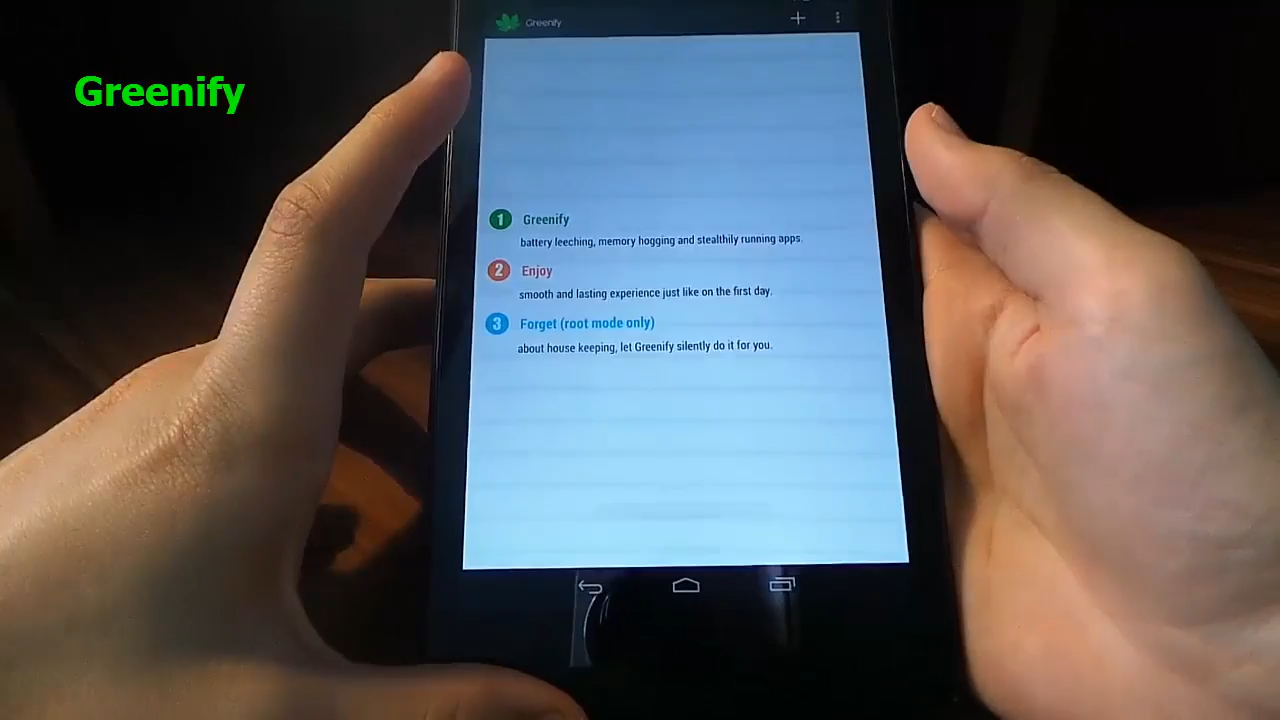 Greenify
Greenify
1 Greenify
battery leeching, memory hogging and stealthily running apps.
2 Enjoy
smooth and lasting experience just like on the first day.
3 Forget (root mode only)
about house keeping, let Greenify silently do it for you.